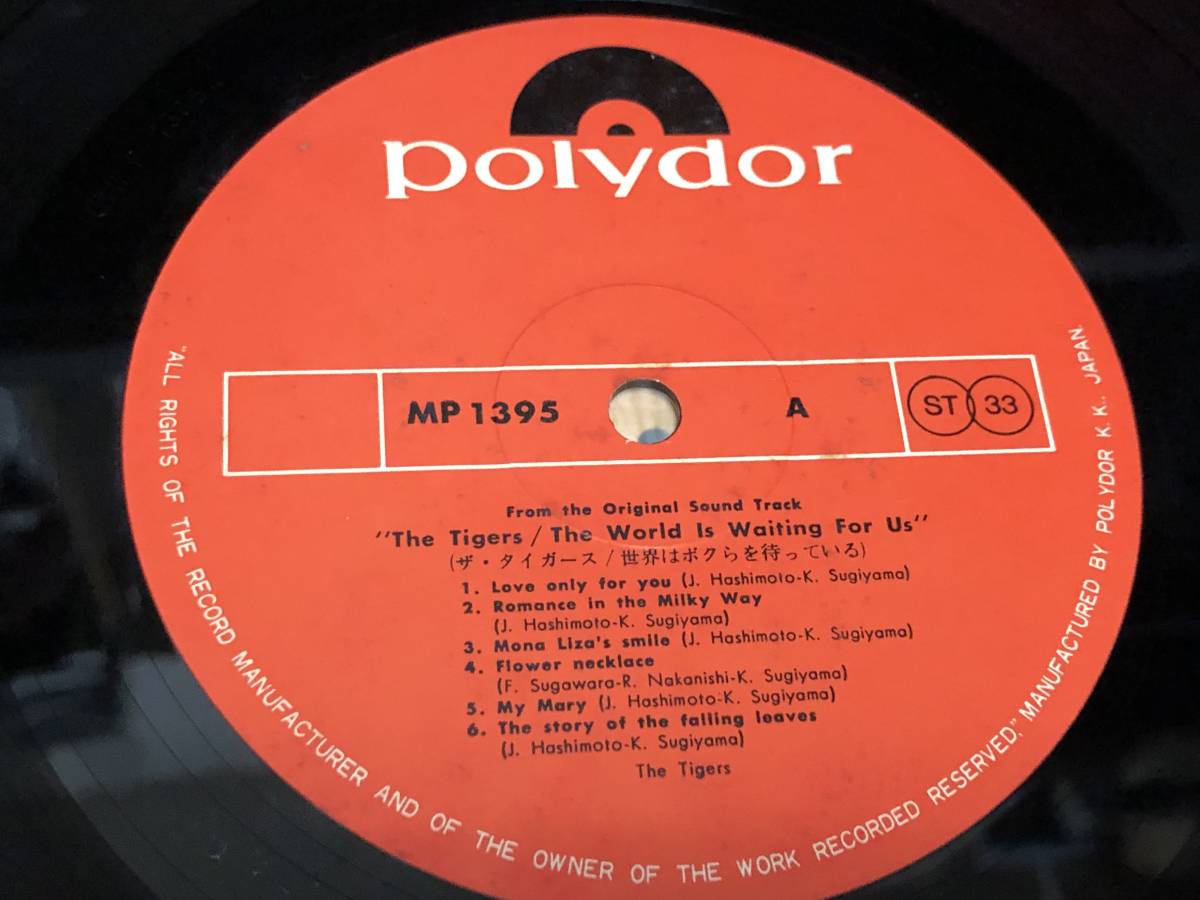 polydor
MP 1395 A ST 33
From the Original Sound Track
"The Tigers / The World Is Waiting For Us"
(ザ・タイガース / 世界はボクらを待っている)
1. Love only for you (J. Hashimoto-K. Sugiyama)
2. Romance in the Milky Way
(J. Hashimoto-K. Sugiyama)
3. Mona Liza's smile (J. Hashimoto-K. Sugiyama)
4. Flower necklace
(F. Sugawara-R. Nakanishi-K. Sugiyama)
5. My Mary (J. Hashimoto-K. Sugiyama)
6. The story of the falling leaves
(J. Hashimoto-K. Sugiyama)
The Tigers
"ALL RIGHTS OF THE RECORD MANUFACTURER AND OF THE OWNER OF THE WORK RECORDED RESERVED," MANUFACTURED BY POLYDOR K. K., JAPAN.